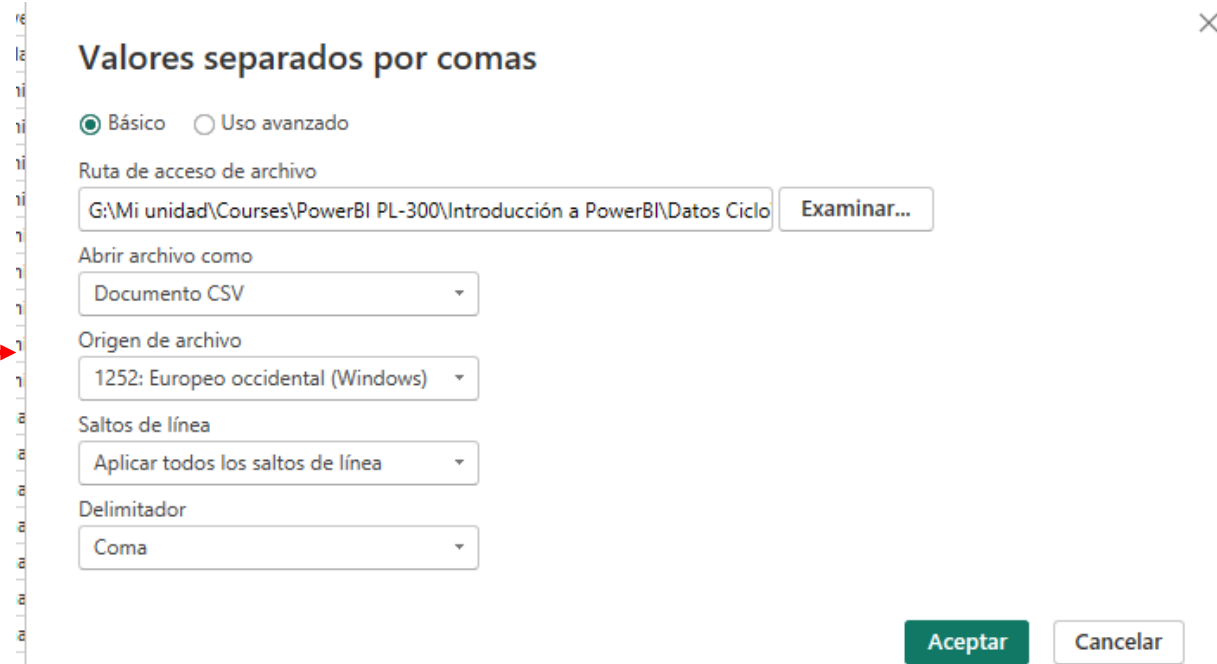 Valores separados por comas
Básico Uso avanzado
Ruta de acceso de archivo
G:\Mi unidad\Courses\PowerBI PL-300\Introducción a PowerBI\Datos Ciclo Examinar...
Abrir archivo como
Documento CSV
Origen de archivo
1252: Europeo occidental (Windows)
Saltos de línea
Aplicar todos los saltos de línea
Delimitador
Coma
Aceptar Cancelar